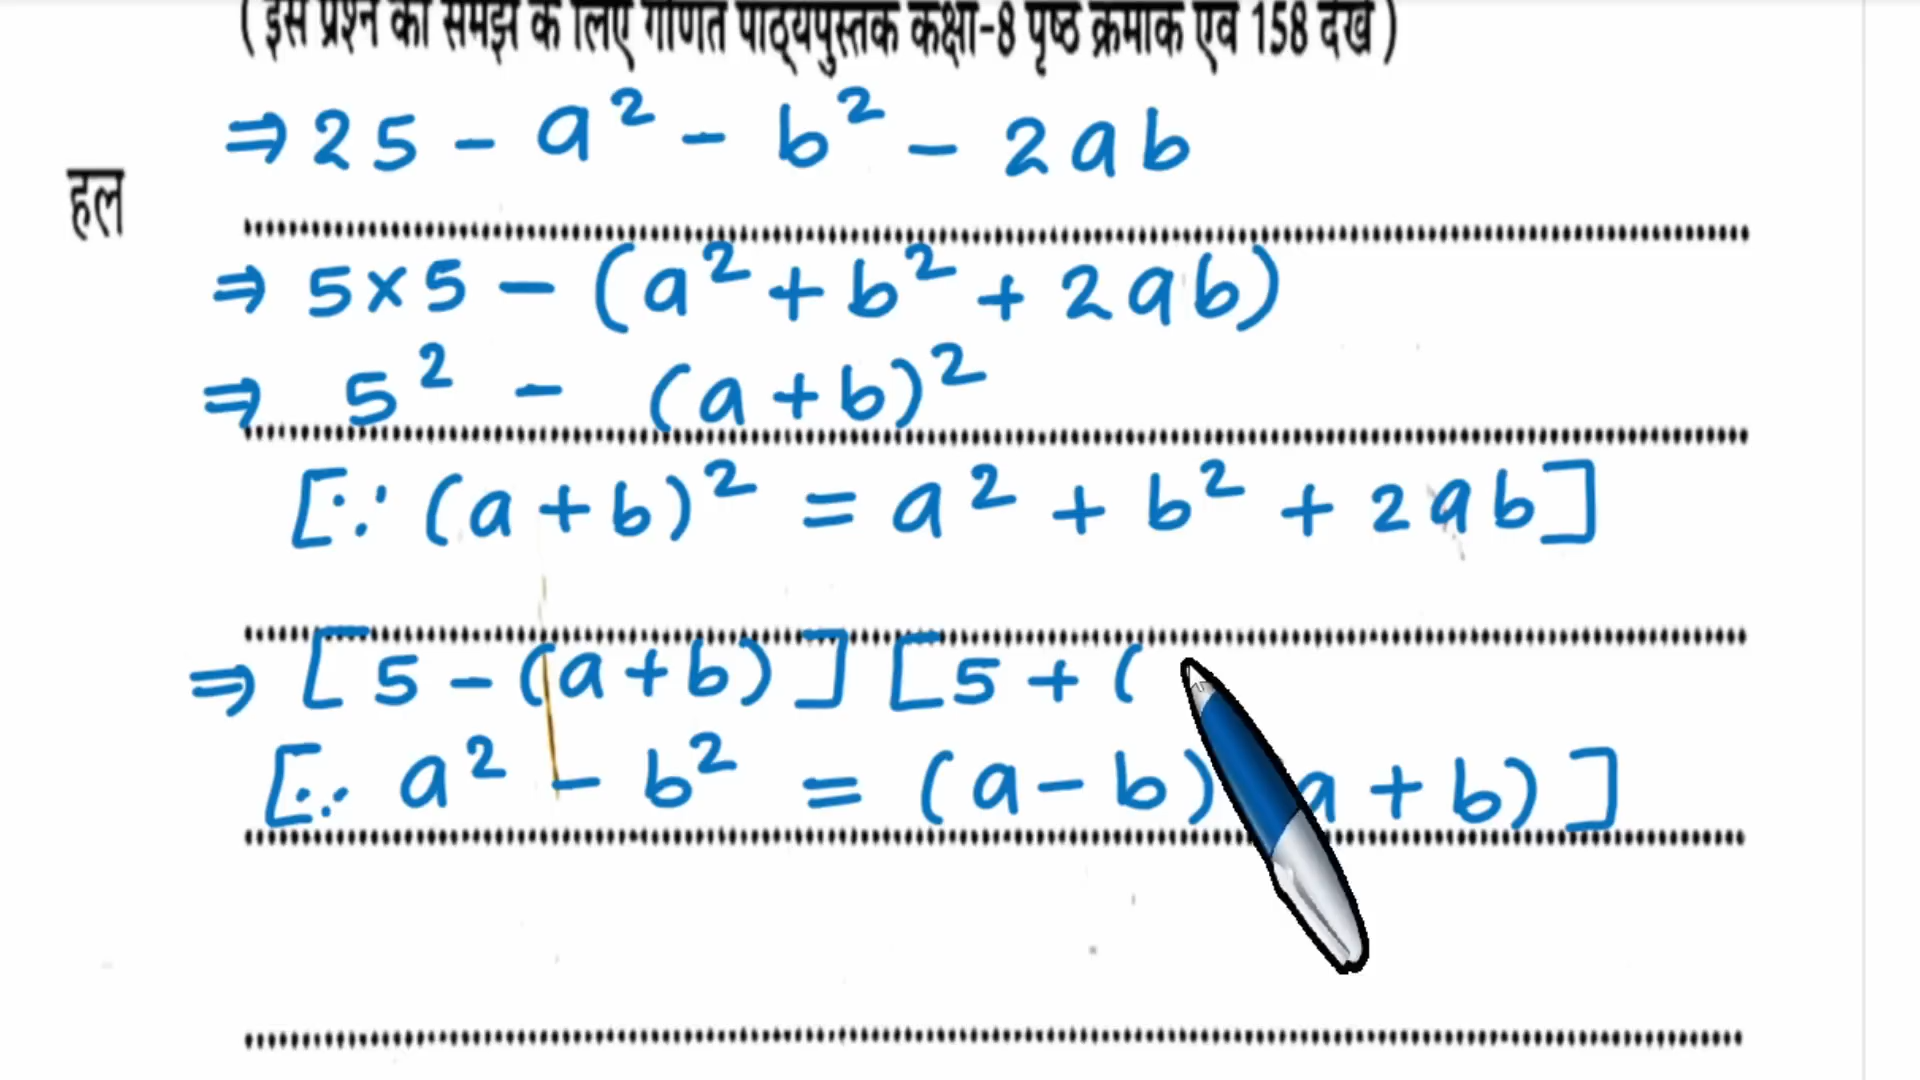 ( इस प्रश्न को समझ के लिए गणित पाठ्यपुस्तक कक्षा-8 पृष्ठ क्रमांक एवं 158 देखें )
⇒ 25 - a² - b² - 2ab
हल
⇒ 5×5 - (a² + b² + 2ab)
⇒ 5² - (a+b)²
[∵ (a+b)² = a² + b² + 2ab]
⇒ [5-(a+b)] [5+(
[∵ a² - b² = (a-b) a+b)]